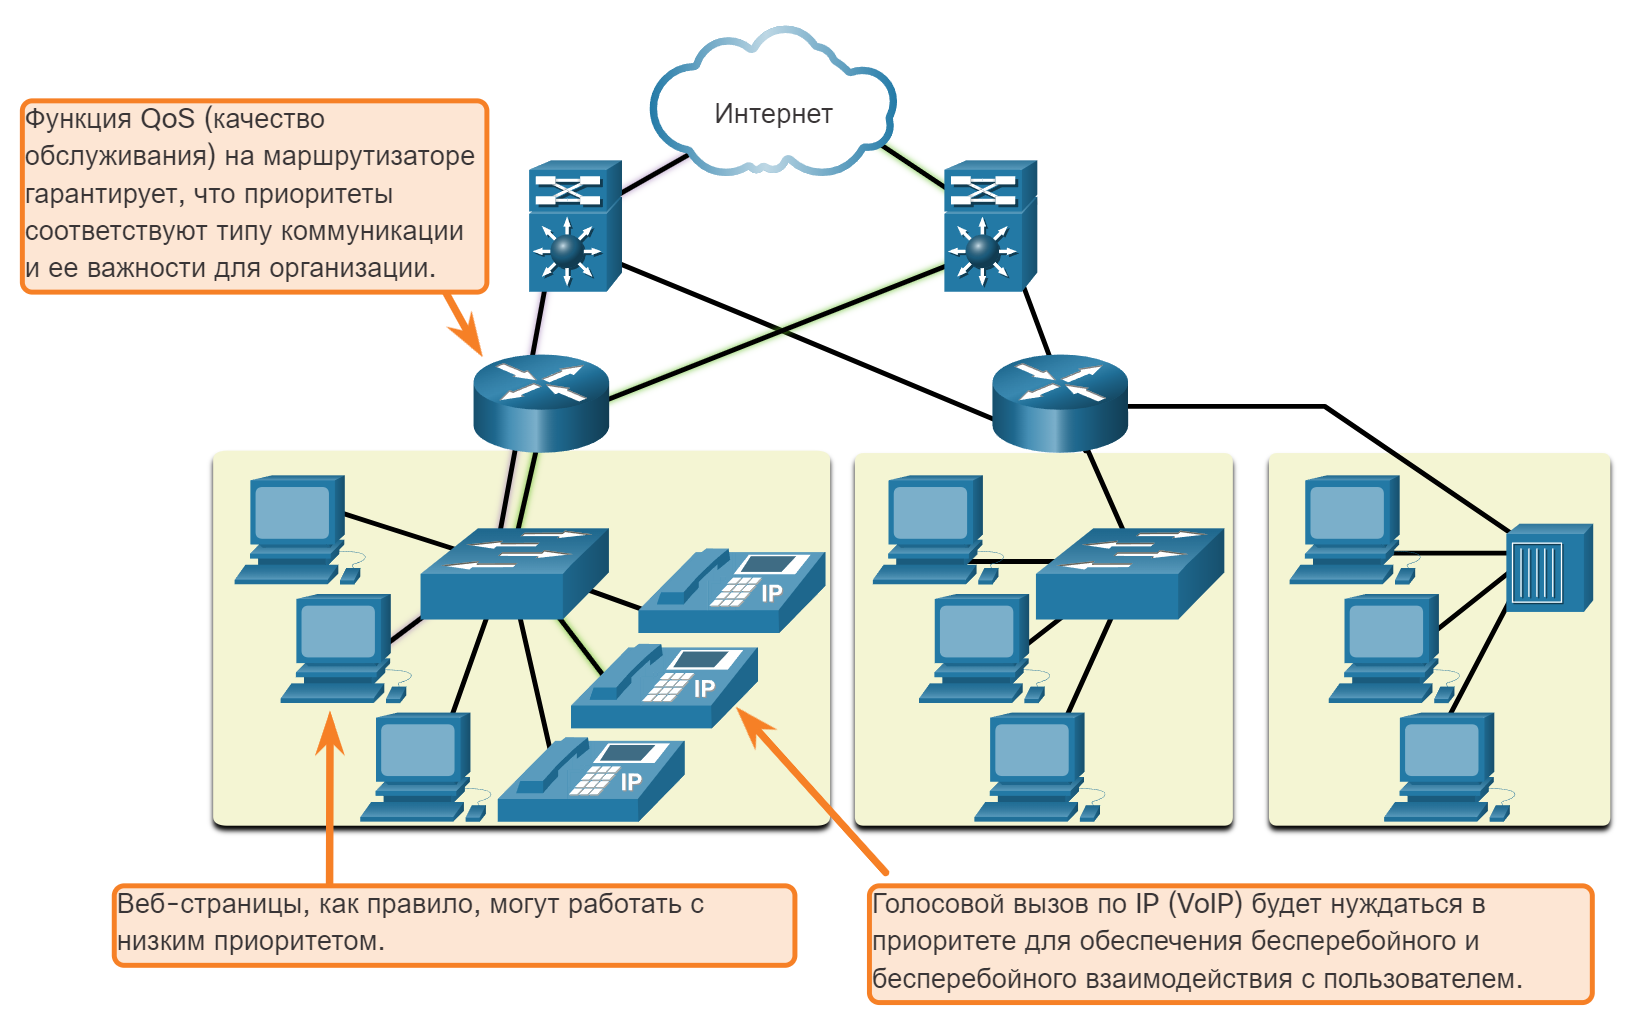 Интернет
Функция QoS (качество
обслуживания) на маршрутизаторе
гарантирует, что приоритеты
соответствуют типу коммуникации
и ее важности для организации.
IP
IP
IP
Веб-страницы, как правило, могут работать с
низким приоритетом.
Голосовой вызов по IP (VoIP) будет нуждаться в
приоритете для обеспечения бесперебойного и
бесперебойного взаимодействия с пользователем.